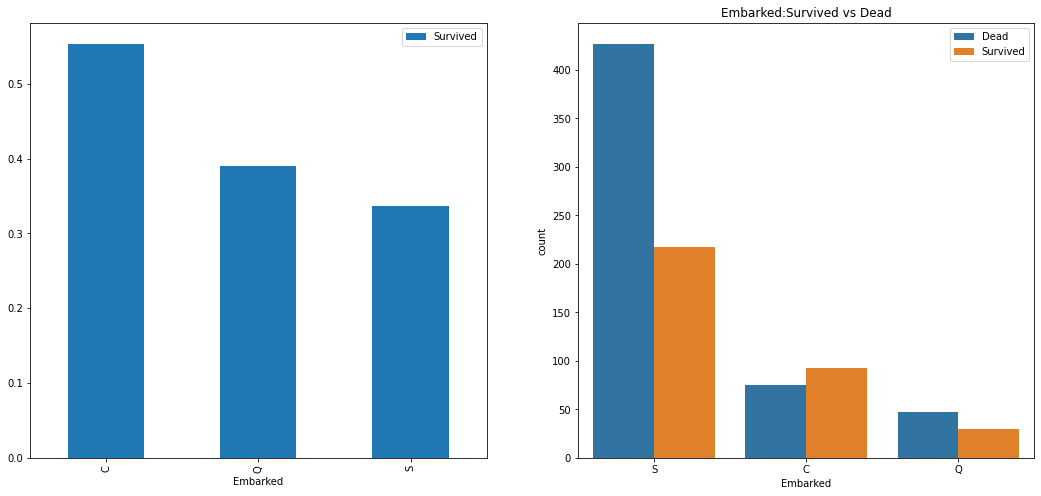 Survived
0.5
0.4
0.3
0.2
0.1
0.0
C Q S
Embarked
Embarked:Survived vs Dead
Dead
Survived
400
350
300
250
200
150
100
50
0
count
S C Q
Embarked